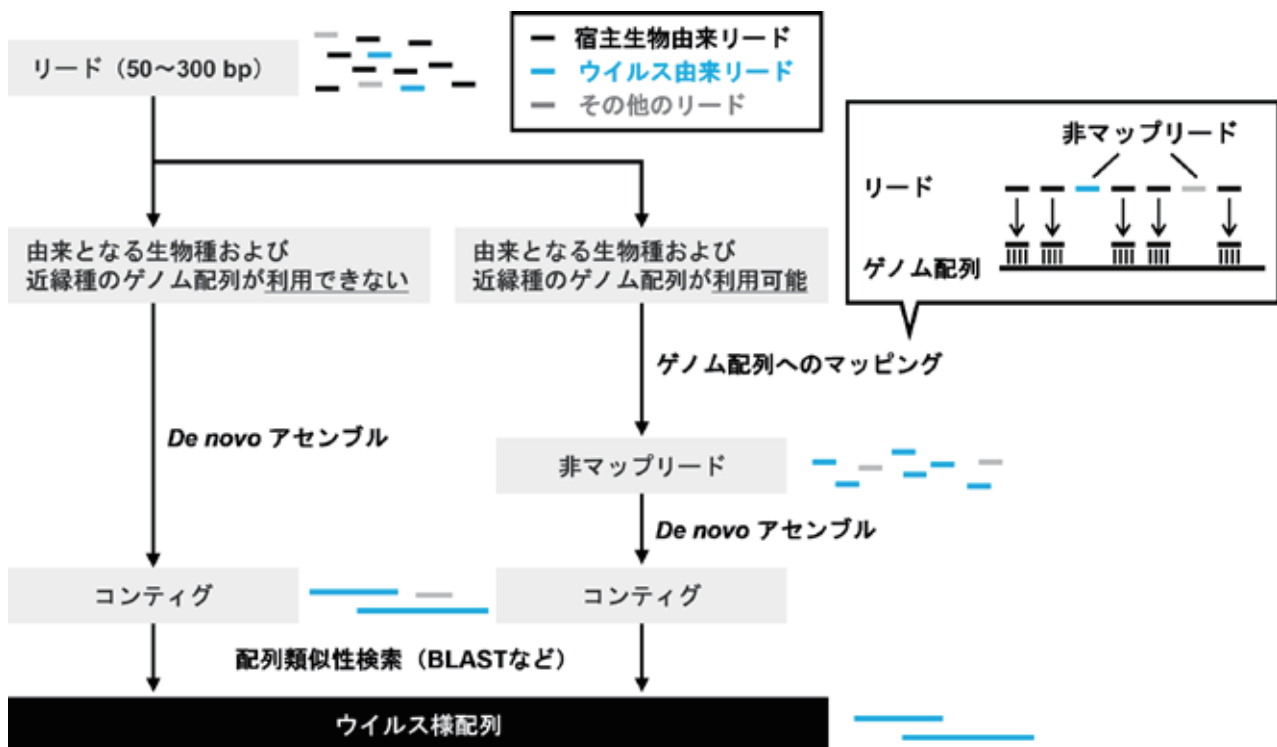 リード（50～300 bp）
宿主生物由来リード
ウイルス由来リード
その他のリード
非マップリード
リード
ゲノム配列
由来となる生物種および
近縁種のゲノム配列が利用できない
由来となる生物種および
近縁種のゲノム配列が利用可能
ゲノム配列へのマッピング
De novo アセンブル
非マップリード
De novo アセンブル
コンティグ
コンティグ
配列類似性検索（BLASTなど）
ウイルス様配列